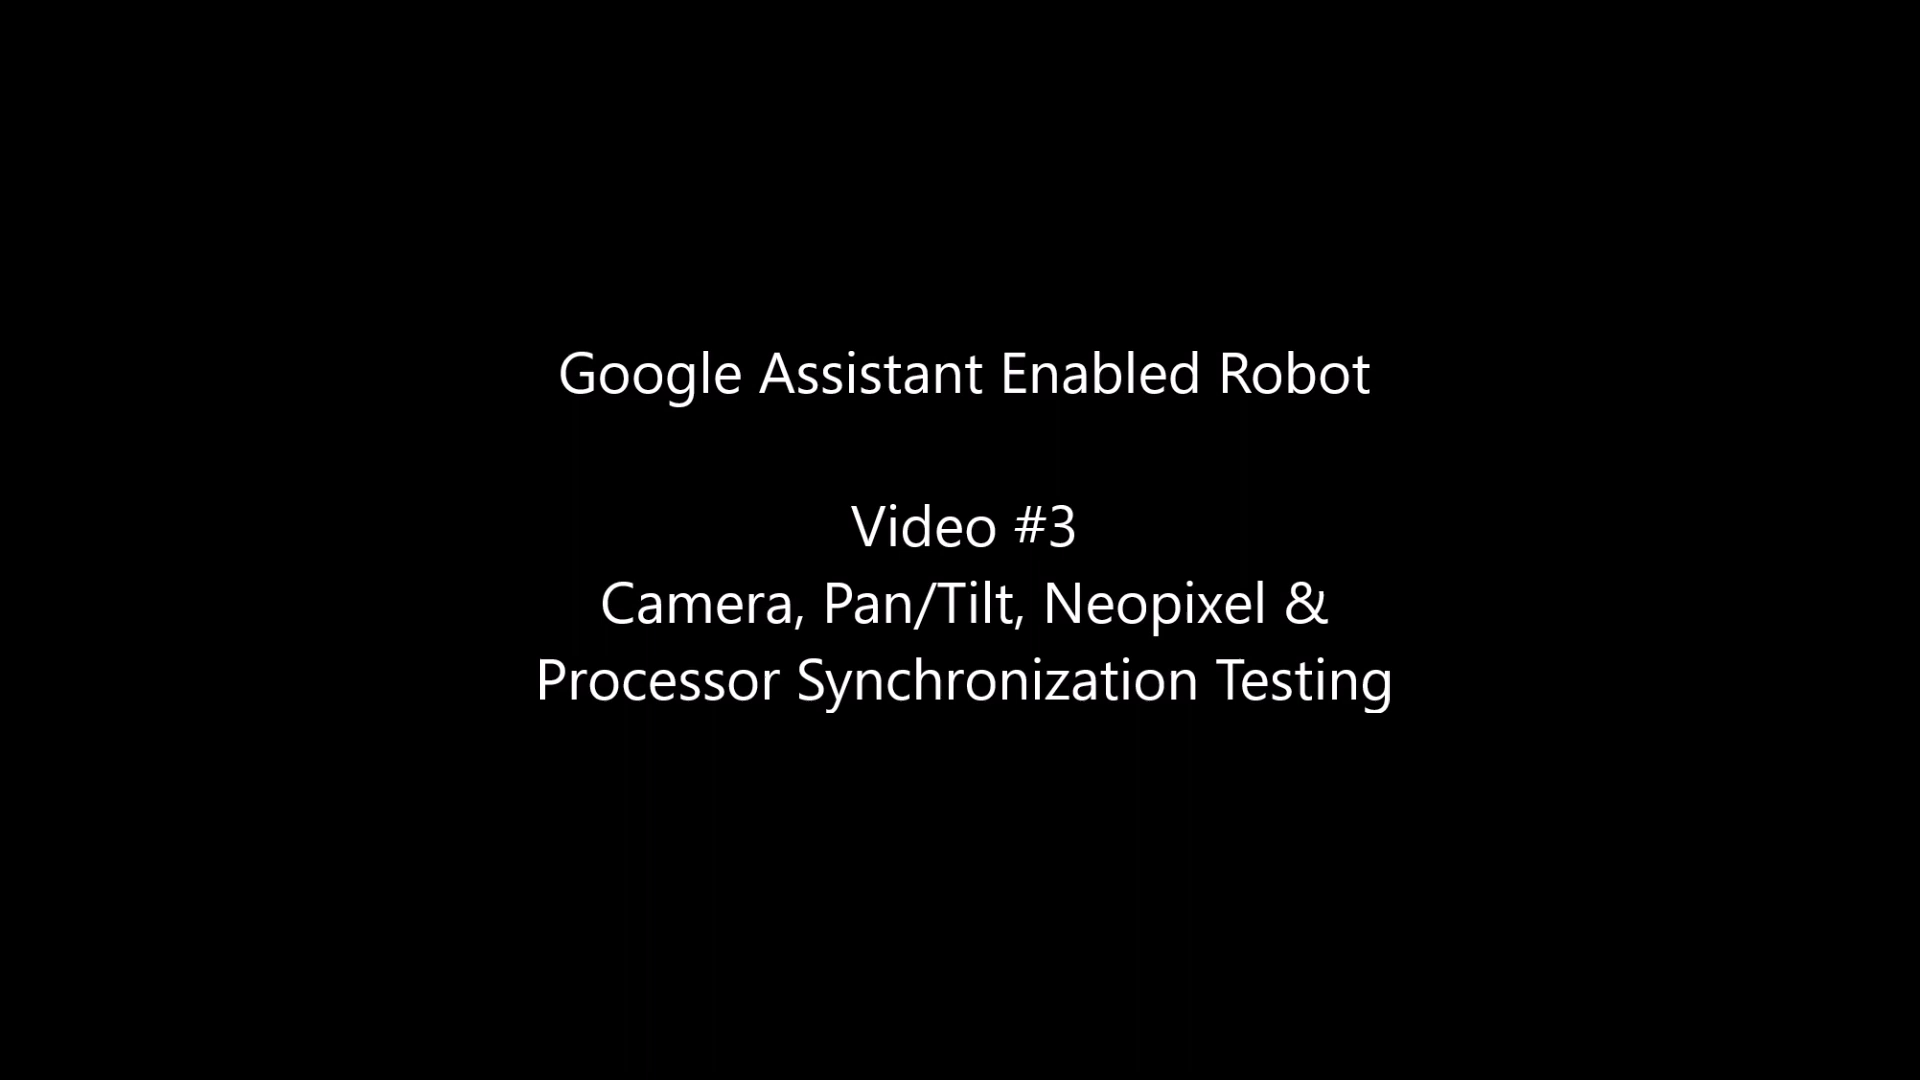 Google Assistant Enabled Robot
Video #3
Camera, Pan/Tilt, Neopixel &
Processor Synchronization Testing